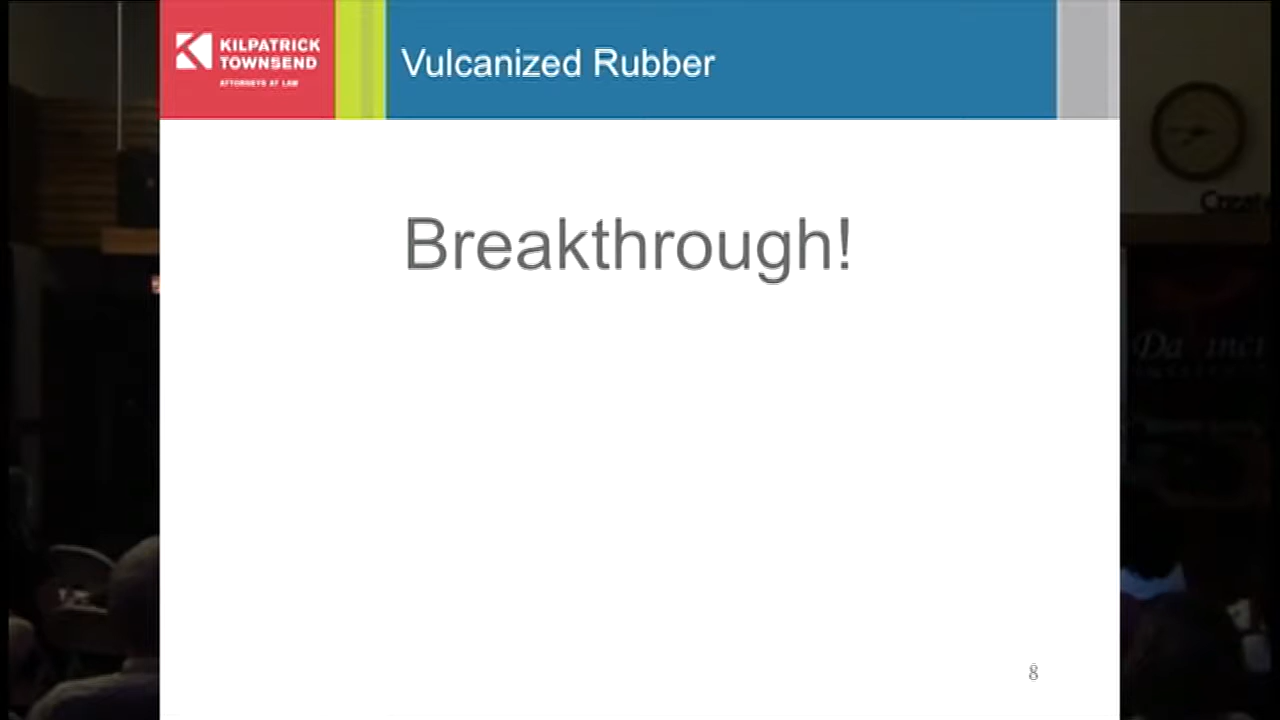 KILPATRICK
TOWNSEND
ATTORNEYS AT LAW
Vulcanized Rubber
Breakthrough!
8